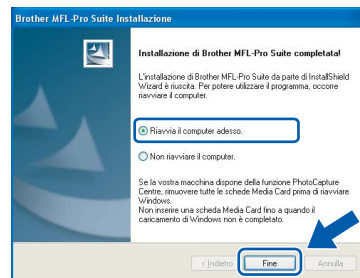 Brother MFL-Pro Suite Installazione
Installazione di Brother MFL-Pro Suite completata!
L'installazione di Brother MFL-Pro Suite da parte di InstallShield
Wizard è riuscita. Per potere utilizzare il programma, occorre
riavviare il computer.
Riavvia il computer adesso.
Non riavviare il computer.
Se la vostra macchina dispone della funzione PhotoCapture
Centre, rimuovere tutte le schede Media Card prima di riavviare
Windows.
Non inserire una scheda Media Card fino a quando il
caricamento di Windows non è completato.
< Indietro Fine Annulla